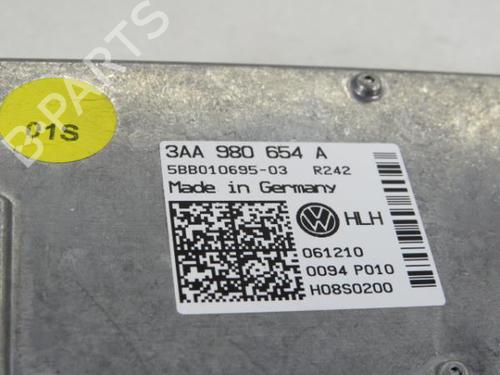 B PARTS
01S
3AA 980 654 A
5BB010695-03 R242
Made in Germany
HLH
061210
0094 P010
H08S0200